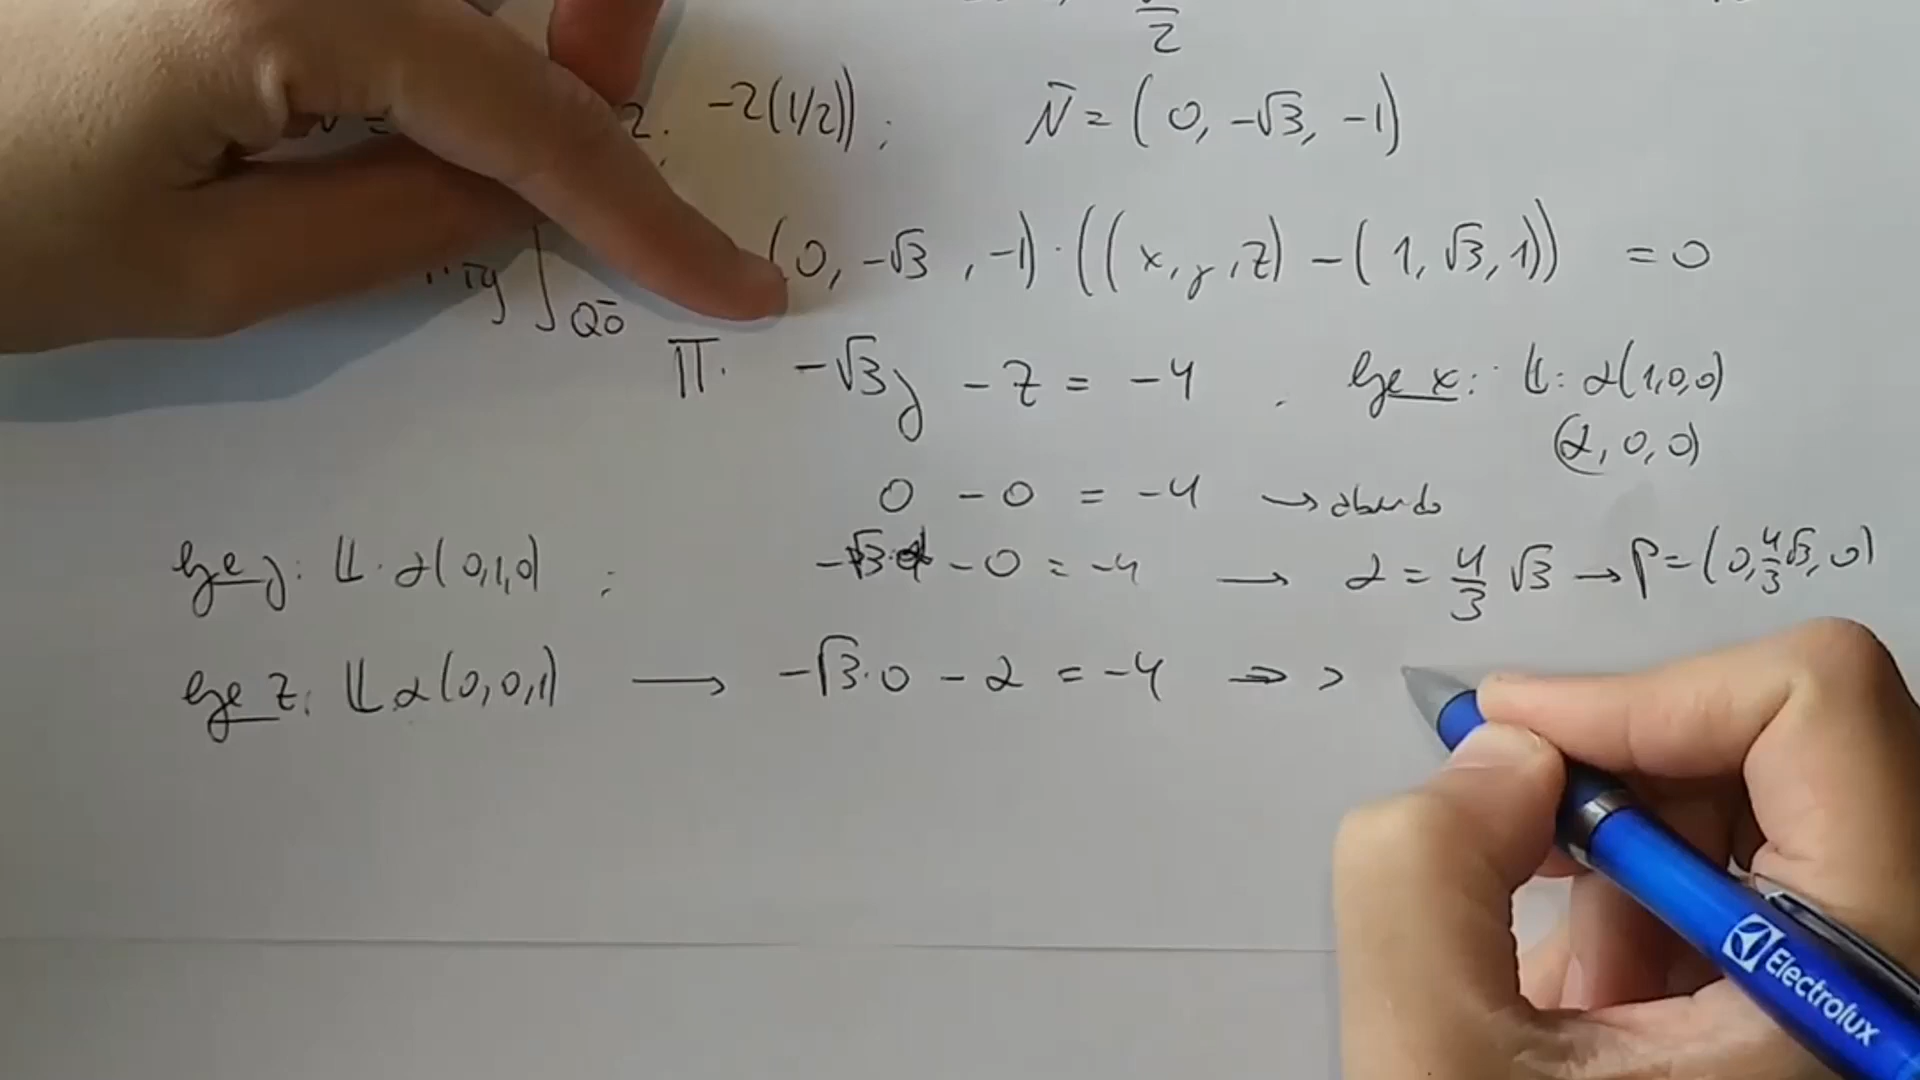 2
-2(1/2)); N̄ = (0, -√3, -1)
(0, -√3, -1)·((x, y, z) - (1, √3, 1)) = 0
π tg]Qō
Π: -√3y - z = -4. Eje x: L: α(1,0,0)
(α, 0, 0)
0 - 0 = -4 → absurdo
Eje y: L: α(0,1,0); -√3·α - 0 = -4 → α = 4/3 √3 → P = (0, 4/3 √3, 0)
Eje z: L: α(0,0,1) → -√3·0 - α = -4 ⇒
Electrolux